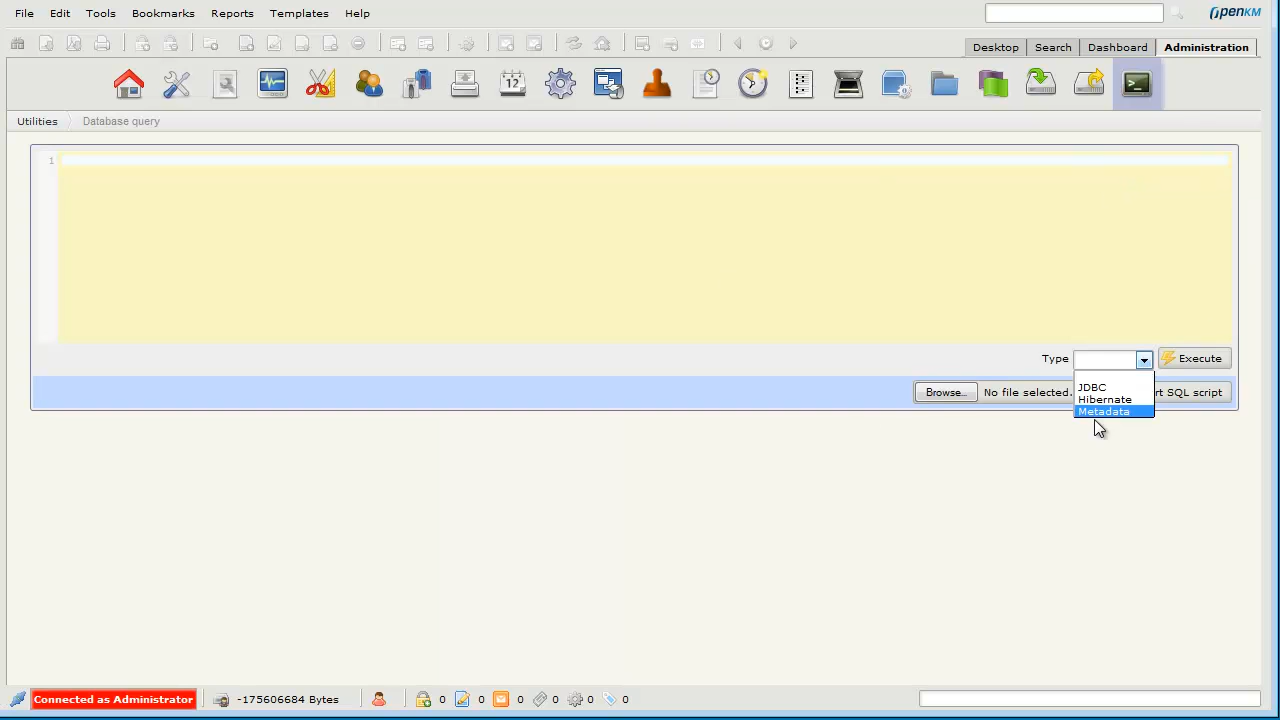 File Edit Tools Bookmarks Reports Templates Help
OpenKM
Desktop Search Dashboard Administration
12
Utilities Database query
1
Type Execute
JDBC
Hibernate
Metadata
Browse... No file selected. rt SQL script
Connected as Administrator -175606684 Bytes 0 0 0 0 0 0